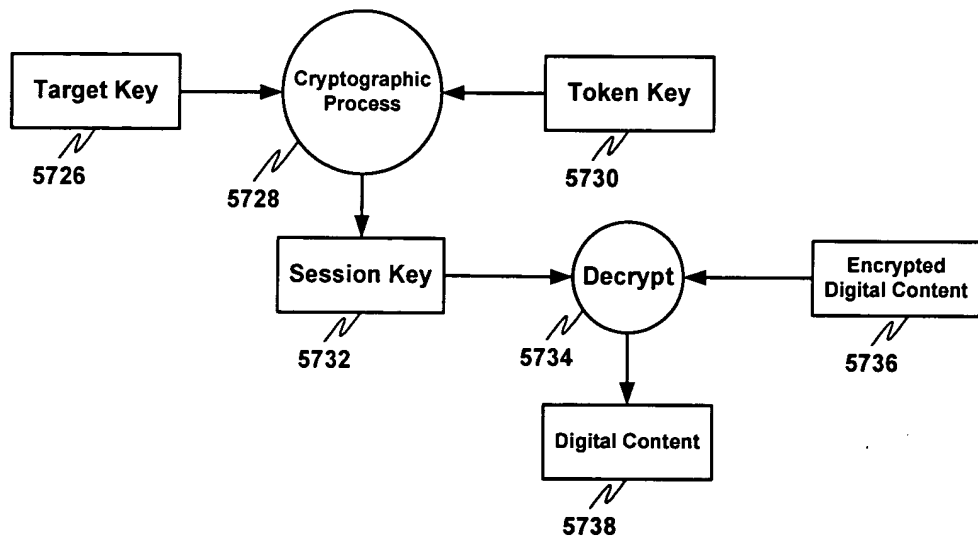 Target Key
5726
Cryptographic
Process
5728
Token Key
5730
Session Key
5732
Decrypt
5734
Encrypted
Digital Content
5736
Digital Content
5738